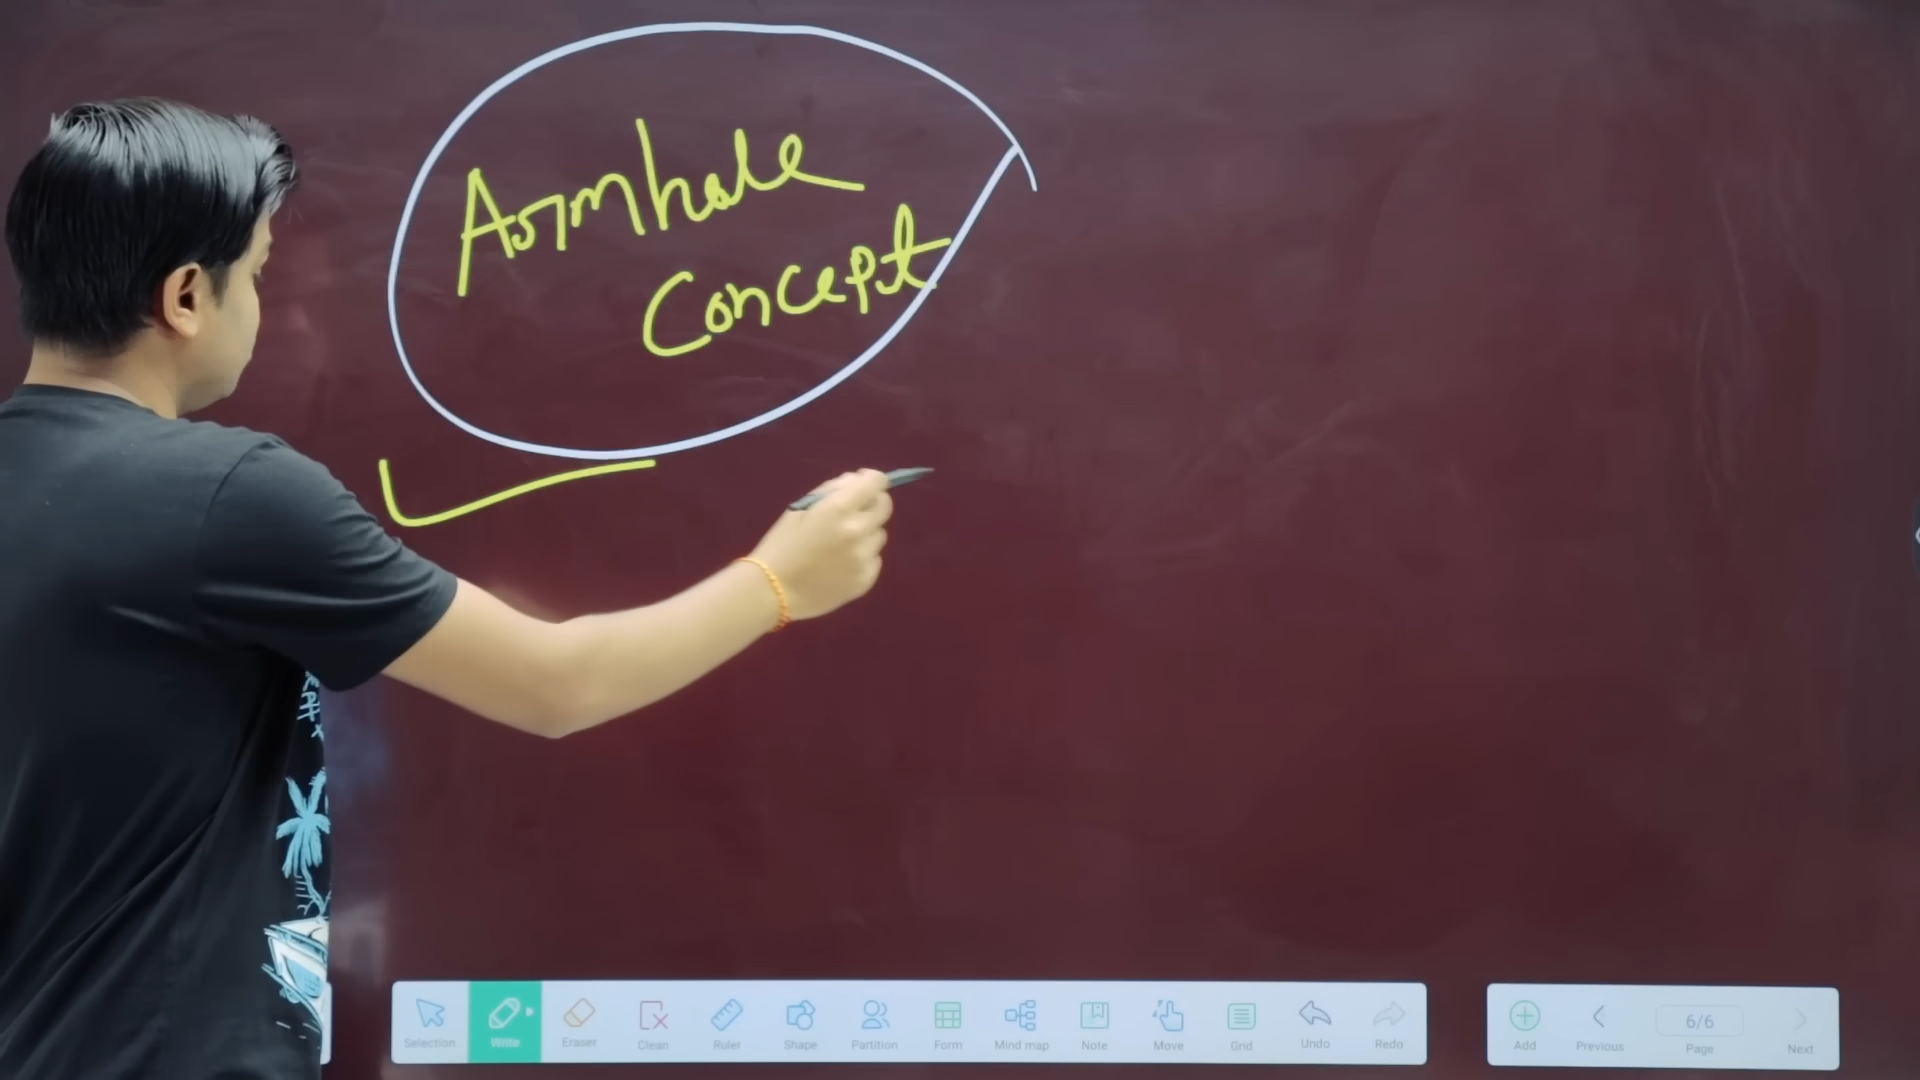 Armhole
Concept
Selection
Write
Eraser
Clean
Ruler
Shape
Partition
Form
Mind map
Note
Move
Grid
Undo
Redo
Add
Previous
6/6
Page
Next